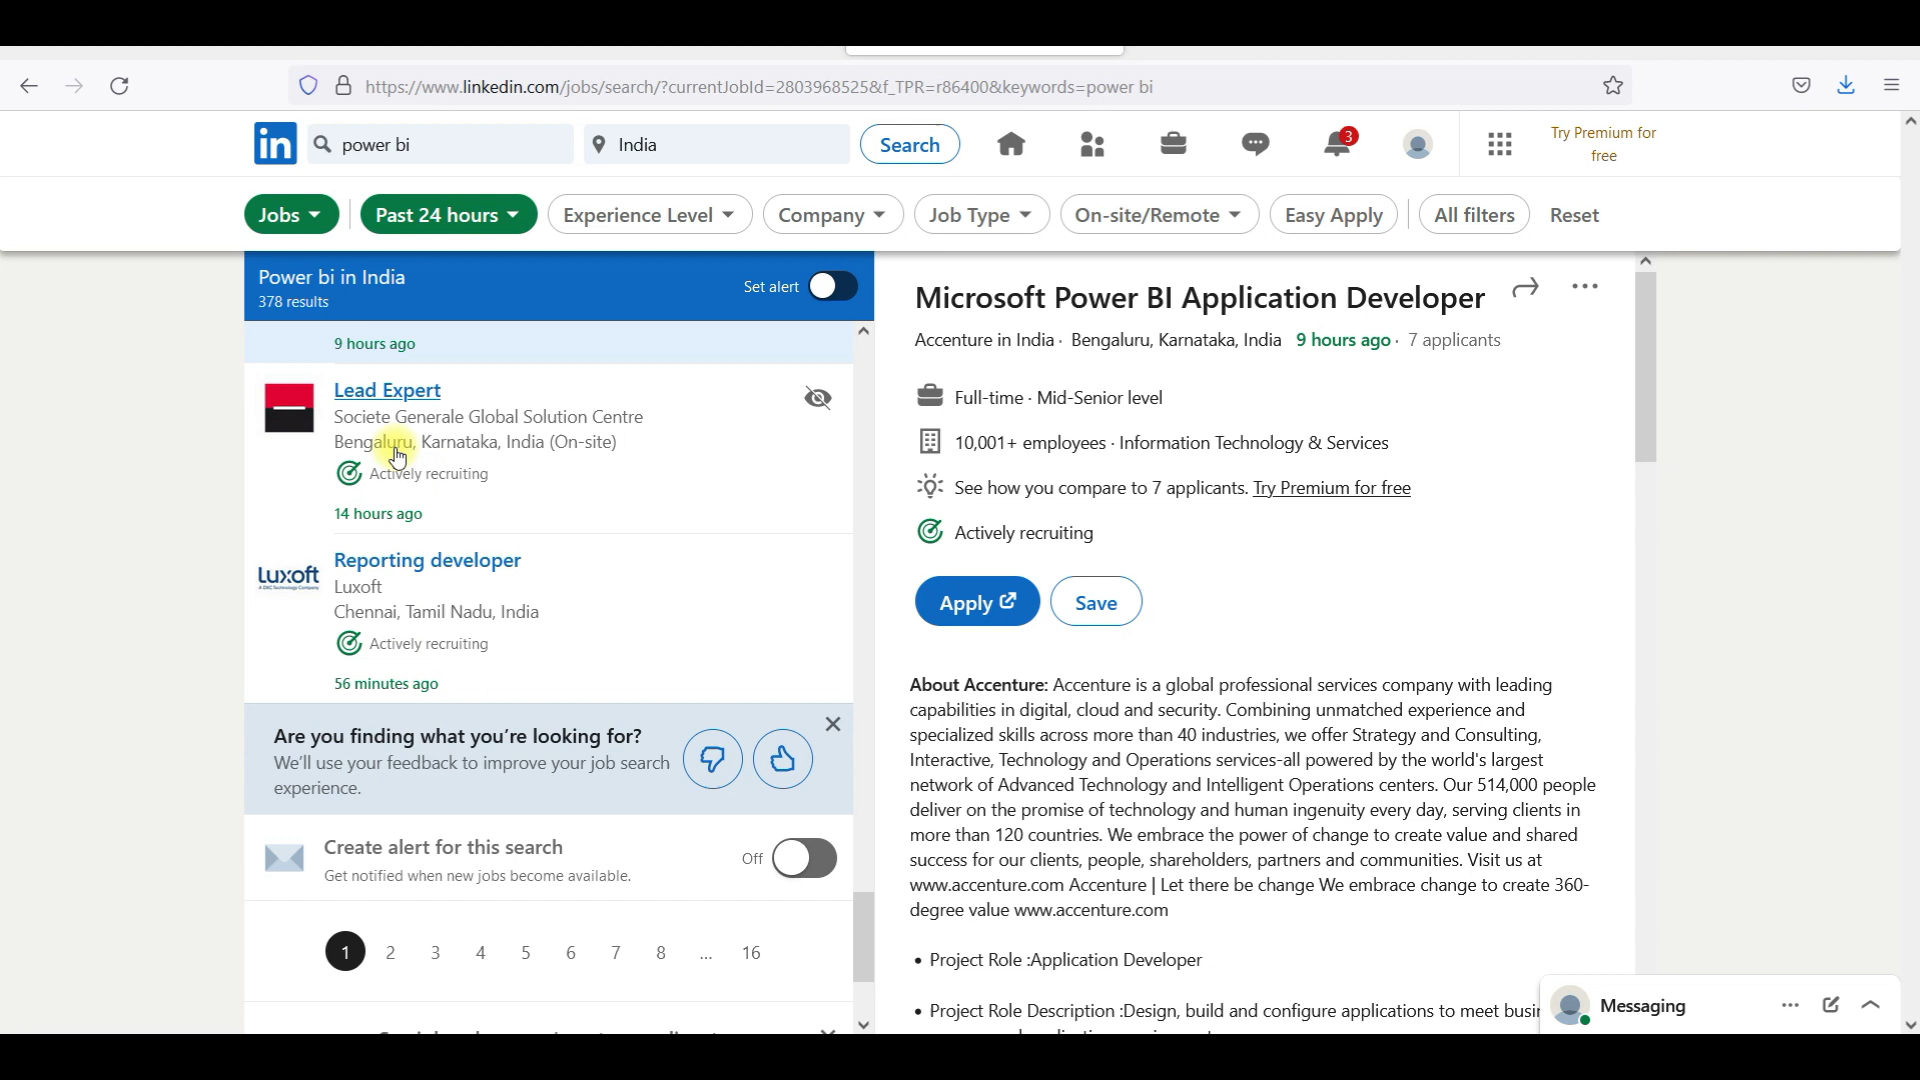 https://www.linkedin.com/jobs/search/?currentJobId=2803968525&f_TPR=r86400&keywords=power bi
in
power bi
India
Search
3
Try Premium for
free
Jobs
Past 24 hours
Experience Level
Company
Job Type
On-site/Remote
Easy Apply
All filters
Reset
Power bi in India
378 results
Set alert
9 hours ago
Lead Expert
Societe Generale Global Solution Centre
Bengaluru, Karnataka, India (On-site)
Actively recruiting
14 hours ago
LUXOFT
Reporting developer
Luxoft
Chennai, Tamil Nadu, India
Actively recruiting
56 minutes ago
Are you finding what you're looking for?
We'll use your feedback to improve your job search
experience.
Create alert for this search
Get notified when new jobs become available.
Off
1 2 3 4 5 6 7 8 ... 16
Microsoft Power BI Application Developer
Accenture in India · Bengaluru, Karnataka, India 9 hours ago · 7 applicants
Full-time · Mid-Senior level
10,001+ employees · Information Technology & Services
See how you compare to 7 applicants. Try Premium for free
Actively recruiting
Apply
Save
About Accenture: Accenture is a global professional services company with leading
capabilities in digital, cloud and security. Combining unmatched experience and
specialized skills across more than 40 industries, we offer Strategy and Consulting,
Interactive, Technology and Operations services-all powered by the world's largest
network of Advanced Technology and Intelligent Operations centers. Our 514,000 people
deliver on the promise of technology and human ingenuity every day, serving clients in
more than 120 countries. We embrace the power of change to create value and shared
success for our clients, people, shareholders, partners and communities. Visit us at
www.accenture.com Accenture | Let there be change We embrace change to create 360-
degree value www.accenture.com
• Project Role :Application Developer
• Project Role Description :Design, build and configure applications to meet busi
Messaging